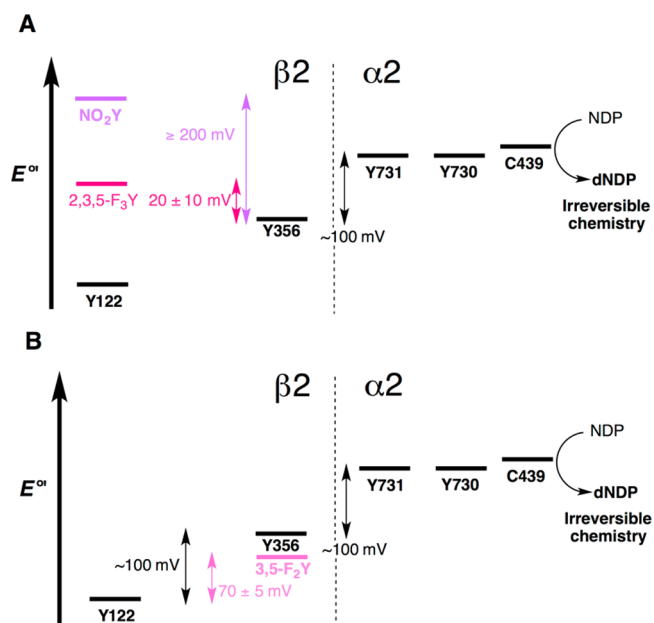 A
β2
α2
NO₂Y
≥ 200 mV
NDP
C439
Y731
Y730
E°'
dNDP
2,3,5-F₃Y
20 ± 10 mV
Irreversible
chemistry
Y356
~100 mV
Y122
B
β2
α2
NDP
C439
Y731
Y730
E°'
dNDP
Irreversible
chemistry
Y356
~100 mV
~100 mV
3,5-F₂Y
70 ± 5 mV
Y122